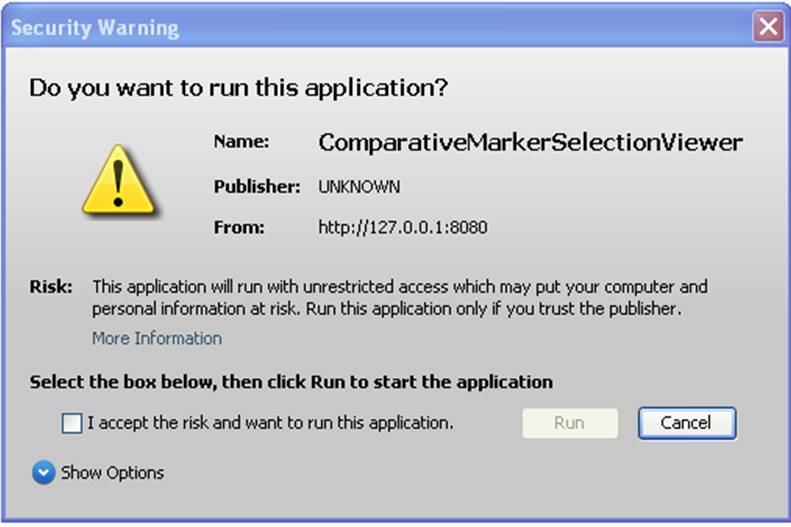 Security Warning
Do you want to run this application?
Name: ComparativeMarkerSelectionViewer
Publisher: UNKNOWN
From: http://127.0.0.1:8080
Risk: This application will run with unrestricted access which may put your computer and
personal information at risk. Run this application only if you trust the publisher.
More Information
Select the box below, then click Run to start the application
I accept the risk and want to run this application. Run Cancel
Show Options